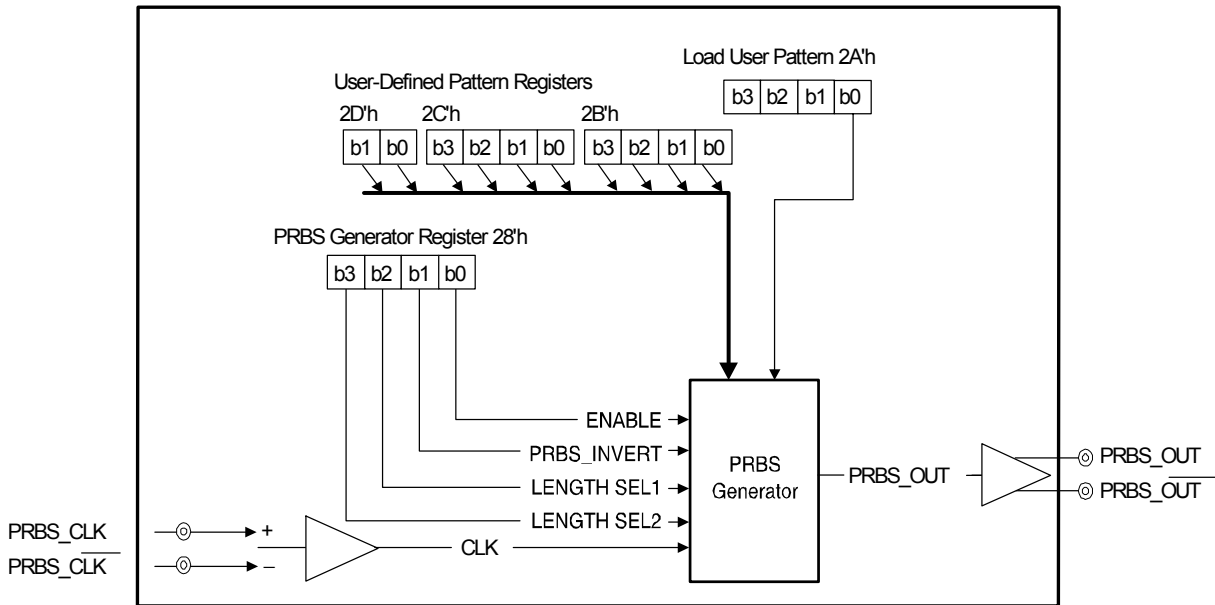 Load User Pattern 2A'h
b3 b2 b1 b0
User-Defined Pattern Registers
2D'h 2C'h 2B'h
b1 b0 b3 b2 b1 b0 b3 b2 b1 b0
PRBS Generator Register 28'h
b3 b2 b1 b0
ENABLE
PRBS_INVERT
LENGTH SEL1
LENGTH SEL2
CLK
PRBS_CLK
+
PRBS_CLK
–
PRBS
Generator
PRBS_OUT
PRBS_OUT
PRBS_OUT